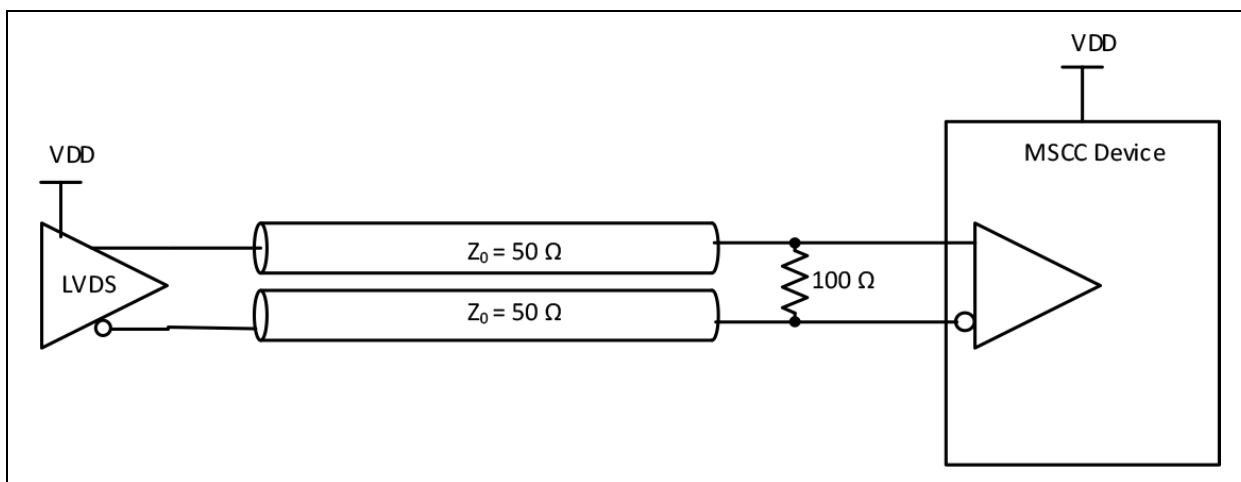 VDD
MSCC Device
VDD
LVDS
Z₀ = 50 Ω
100 Ω
Z₀ = 50 Ω